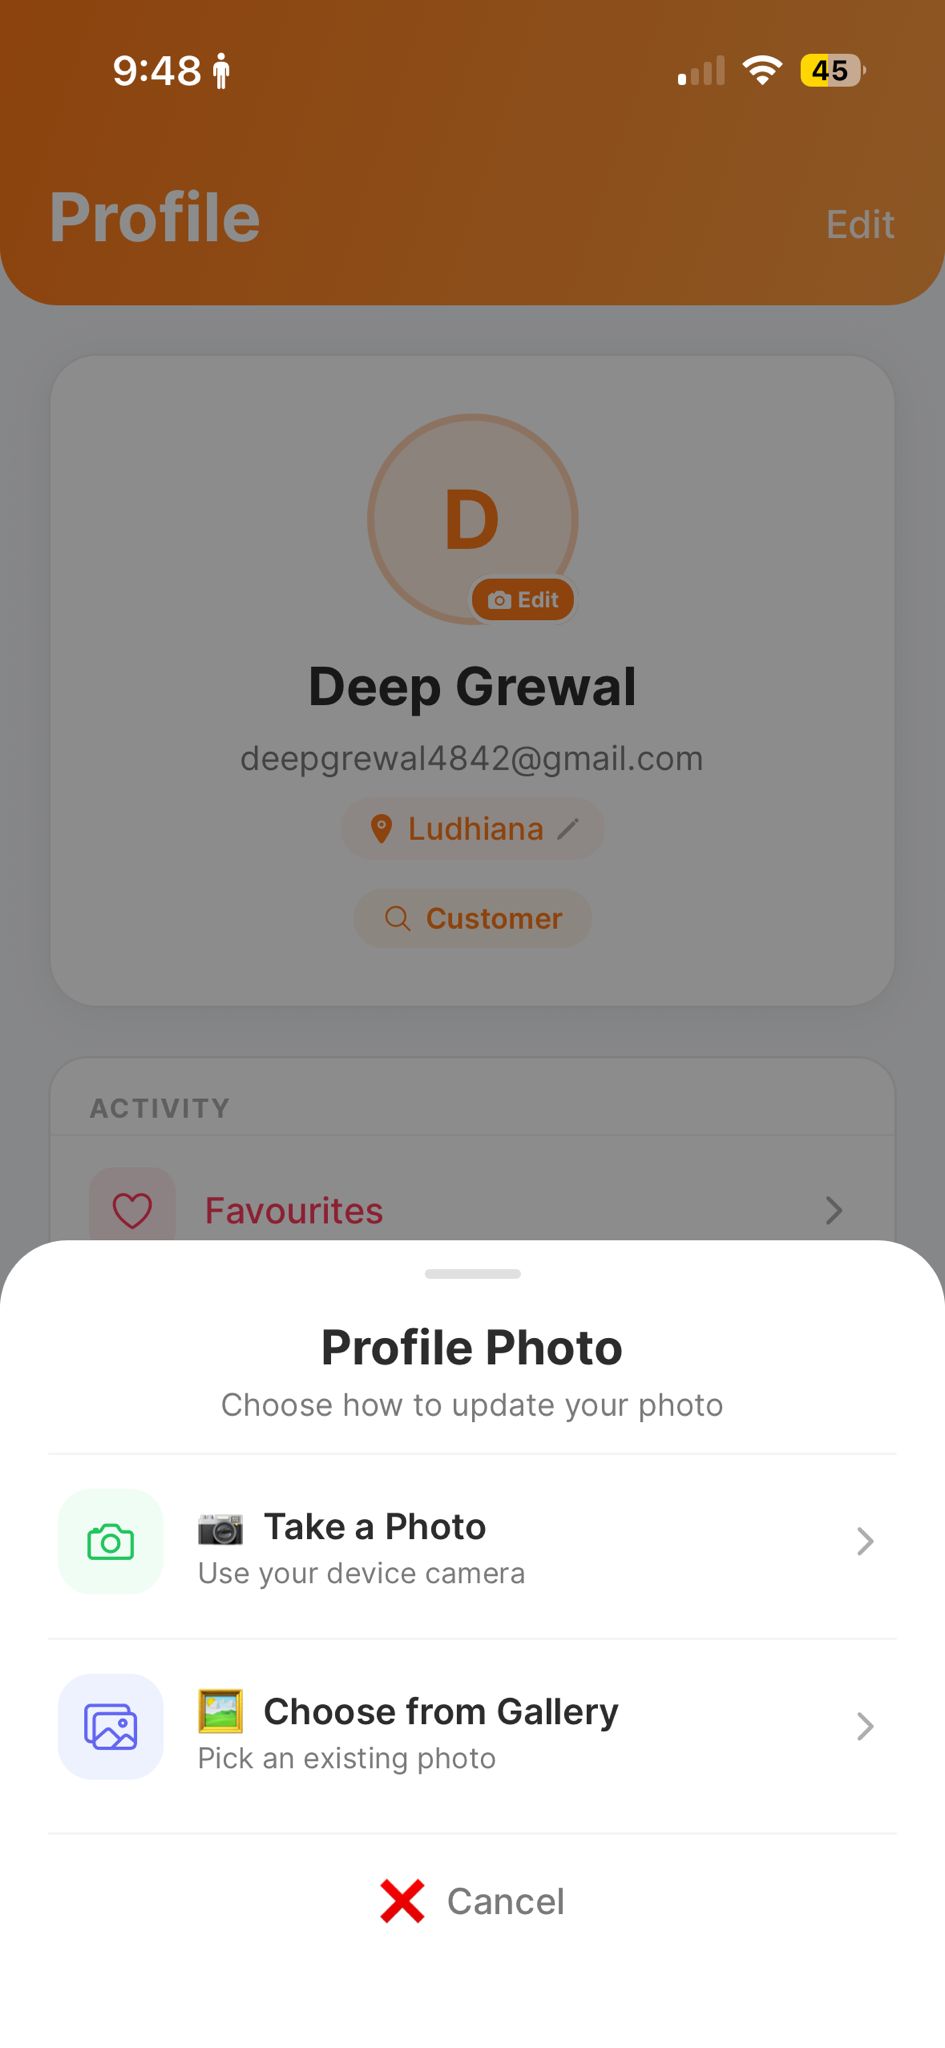 9:48
45
Profile
Edit
D
Edit
Deep Grewal
deepgrewal4842@gmail.com
Ludhiana
Customer
ACTIVITY
Favourites
Profile Photo
Choose how to update your photo
Take a Photo
Use your device camera
Choose from Gallery
Pick an existing photo
Cancel